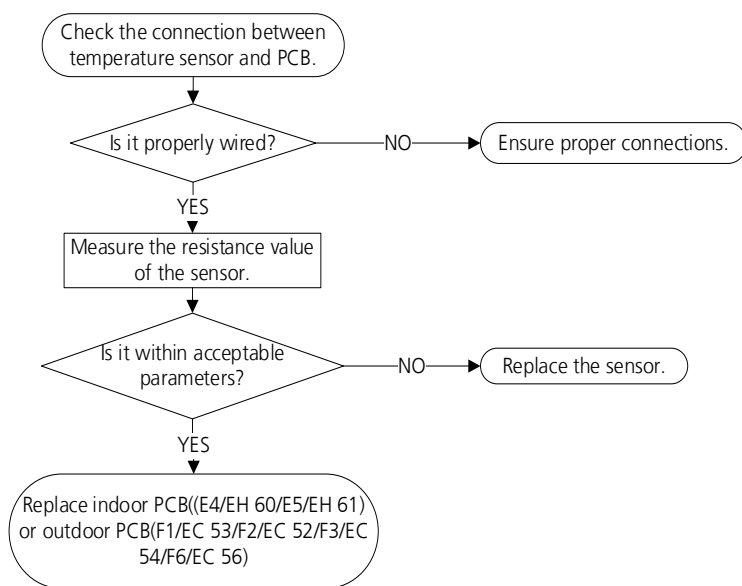 Check the connection between
temperature sensor and PCB.
Is it properly wired?
NO
Ensure proper connections.
YES
Measure the resistance value
of the sensor.
Is it within acceptable
parameters?
NO
Replace the sensor.
YES
Replace indoor PCB((E4/EH 60/E5/EH 61)
or outdoor PCB(F1/EC 53/F2/EC 52/F3/EC
54/F6/EC 56)